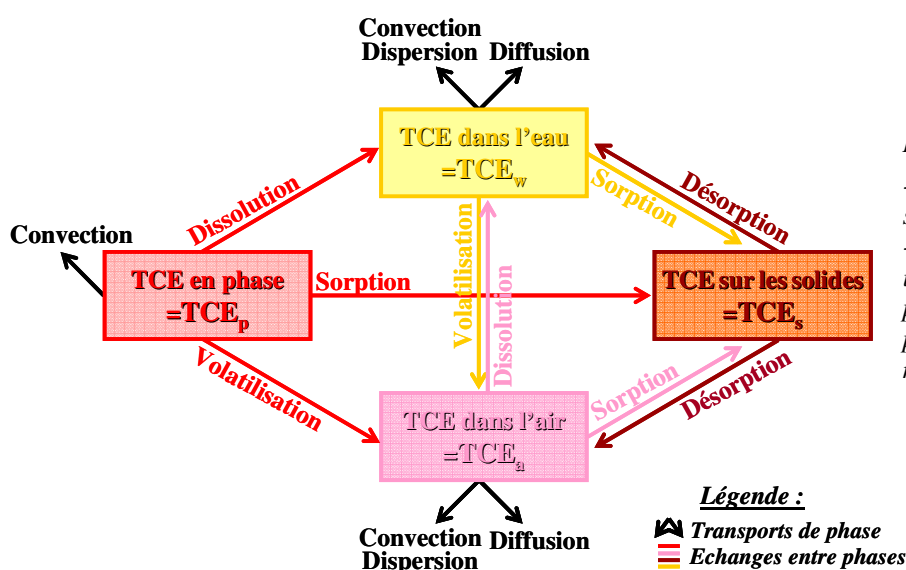 Convection
Dispersion Diffusion
TCE dans l'eau
=TCEw
Dissolution
Sorption
Désorption
Convection
TCE en phase
=TCEp
Sorption
Volatilisation
Dissolution
TCE sur les solides
=TCEs
Volatilisation
TCE dans l'air
=TCEa
Sorption
Désorption
Convection
Dispersion
Diffusion
Légende :
Transports de phase
Echanges entre phases